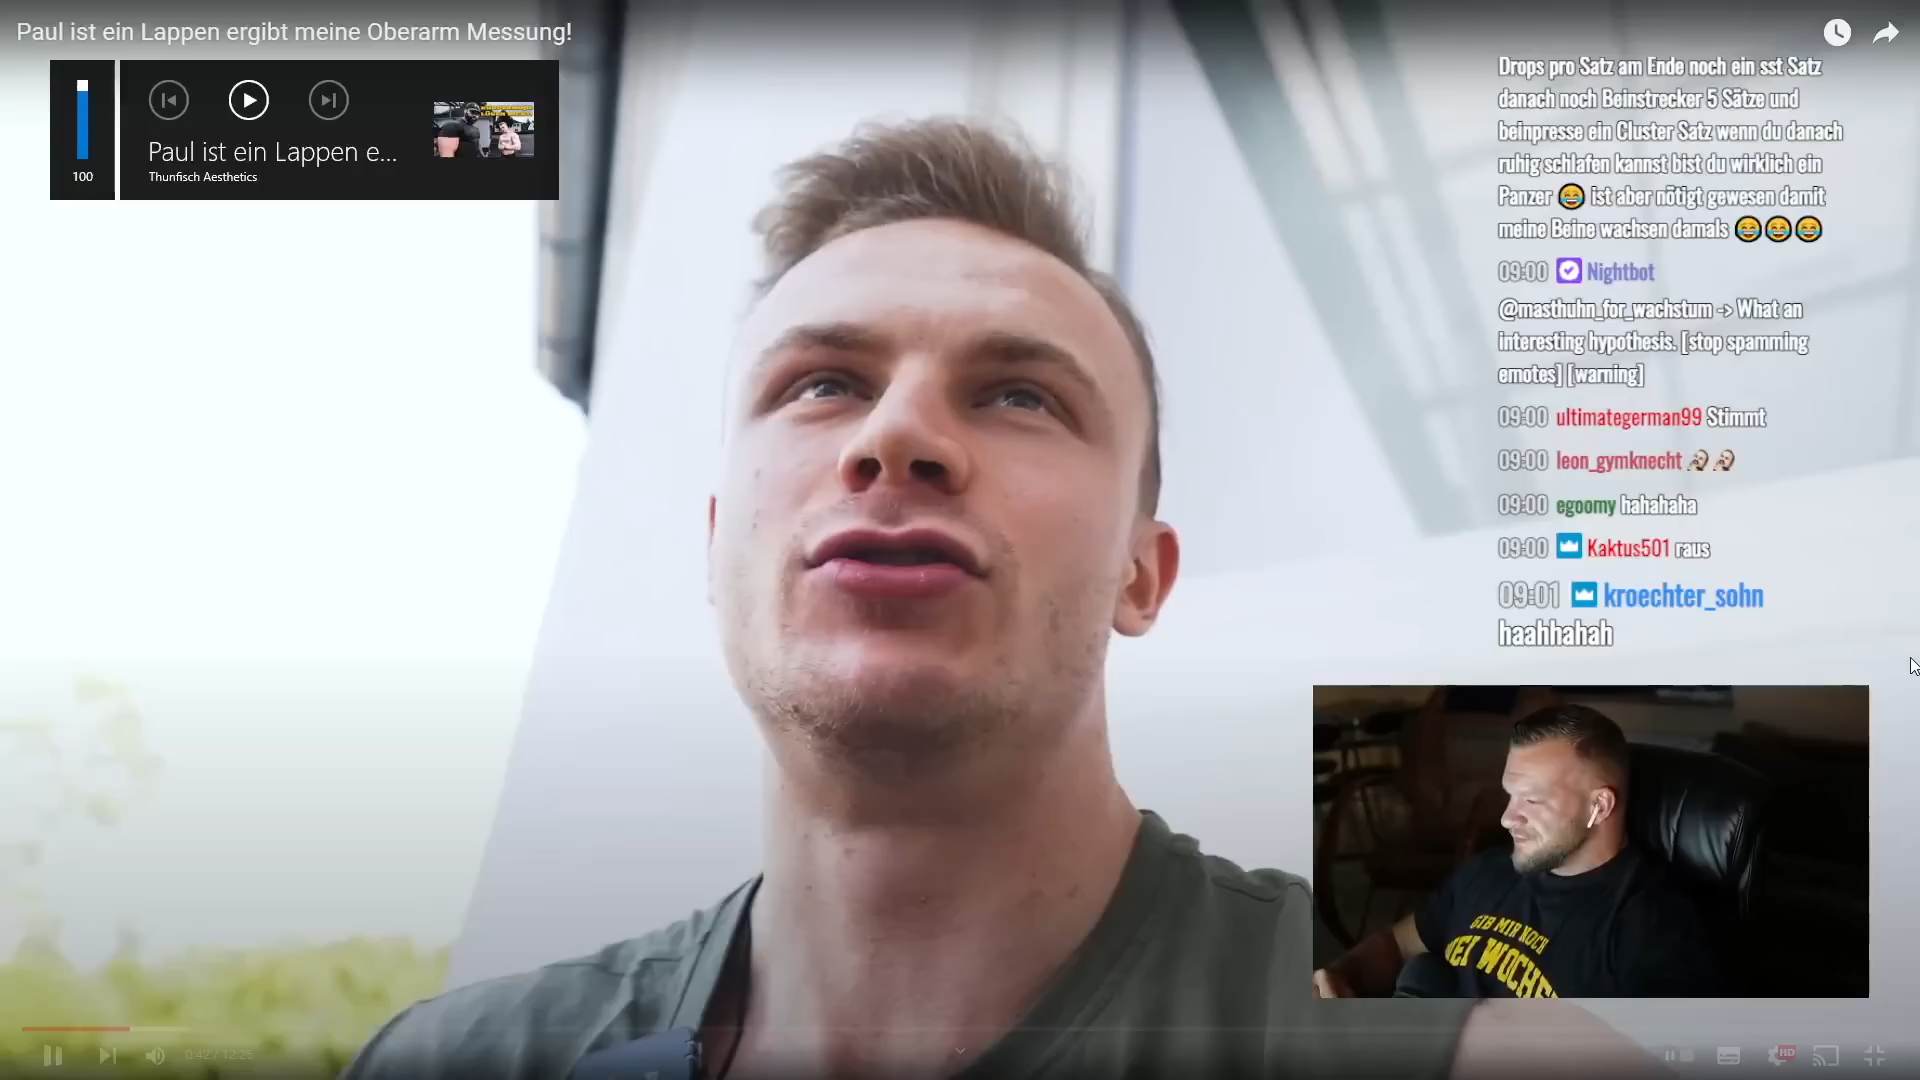 Paul ist ein Lappen ergibt meine Oberarm Messung!
100
Paul ist ein Lappen e...
Thunfisch Aesthetics
Drops pro Satz am Ende noch ein sst Satz
danach noch Beinstrecker 5 Sätze und
beinpresse ein Cluster Satz wenn du danach
ruhig schlafen kannst bist du wirklich ein
Panzer 😂 ist aber nötigt gewesen damit
meine Beine wachsen damals 😂😂😂
09:00 Nightbot
@masthuhn_for_wachstum -> What an
interesting hypothesis. [stop spamming
emotes] [warning]
09:00 ultimategerman99 Stimmt
09:00 leon_gymknecht
09:00 egoomy hahahaha
09:00 Kaktus501 raus
09:01 kroechter_sohn
haahhahah
GIB MIR NOCH
WOCHE
0:42 / 12:25
HD